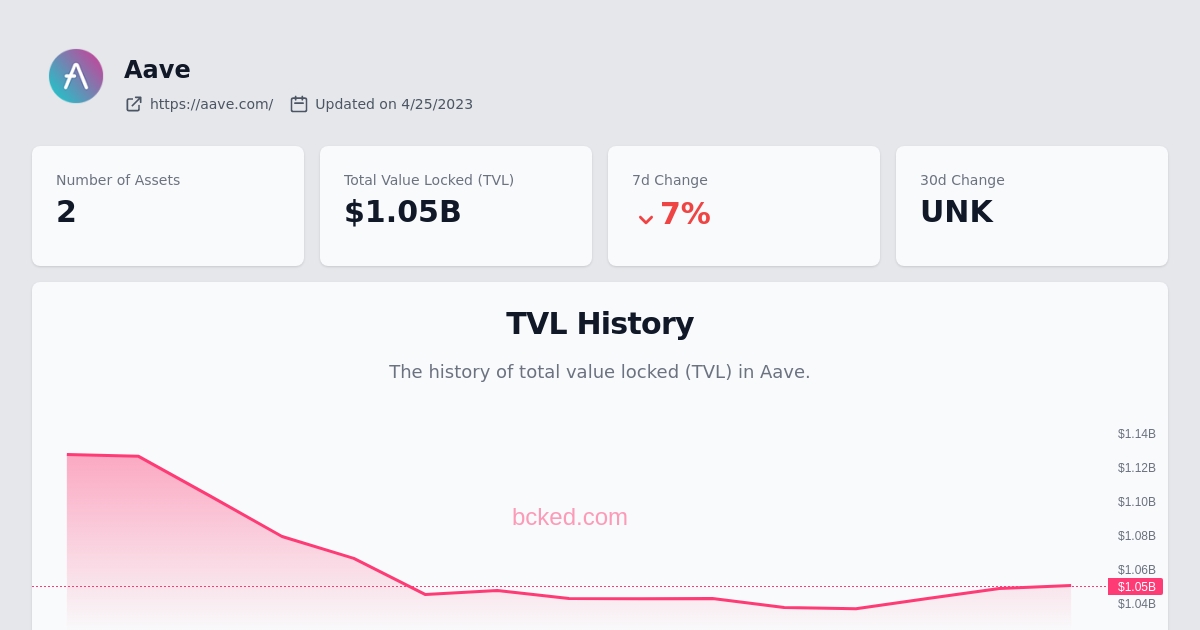 Aave
https://aave.com/ Updated on 4/25/2023
Number of Assets
2
Total Value Locked (TVL)
$1.05B
7d Change
7%
30d Change
UNK
TVL History
The history of total value locked (TVL) in Aave.
bcked.com
$1.14B
$1.12B
$1.10B
$1.08B
$1.06B
$1.05B
$1.04B